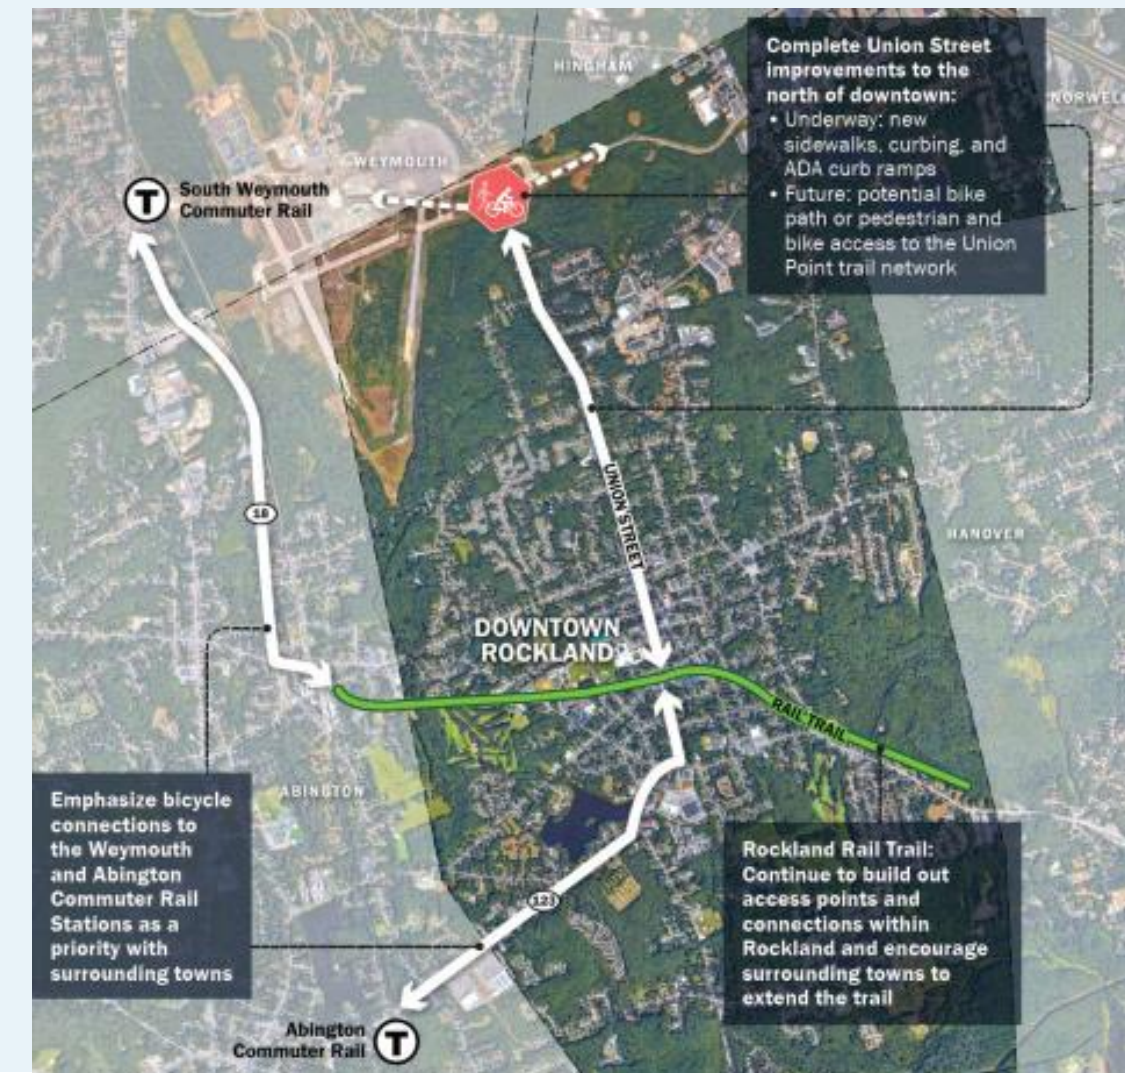 Complete Union Street
improvements to the
north of downtown:
• Underway: new
sidewalks, curbing, and
ADA curb ramps
• Future: potential bike
path or pedestrian and
bike access to the Union
Point trail network
HINGHAM
NORWELL
WEYMOUTH
T
South Weymouth
Commuter Rail
18
UNION STREET
HANOVER
DOWNTOWN
ROCKLAND
RAIL TRAIL
ABINGTON
Emphasize bicycle
connections to
the Weymouth
and Abington
Commuter Rail
Stations as a
priority with
surrounding towns
Rockland Rail Trail:
Continue to build out
access points and
connections within
Rockland and encourage
surrounding towns to
extend the trail
123
Abington
Commuter Rail
T